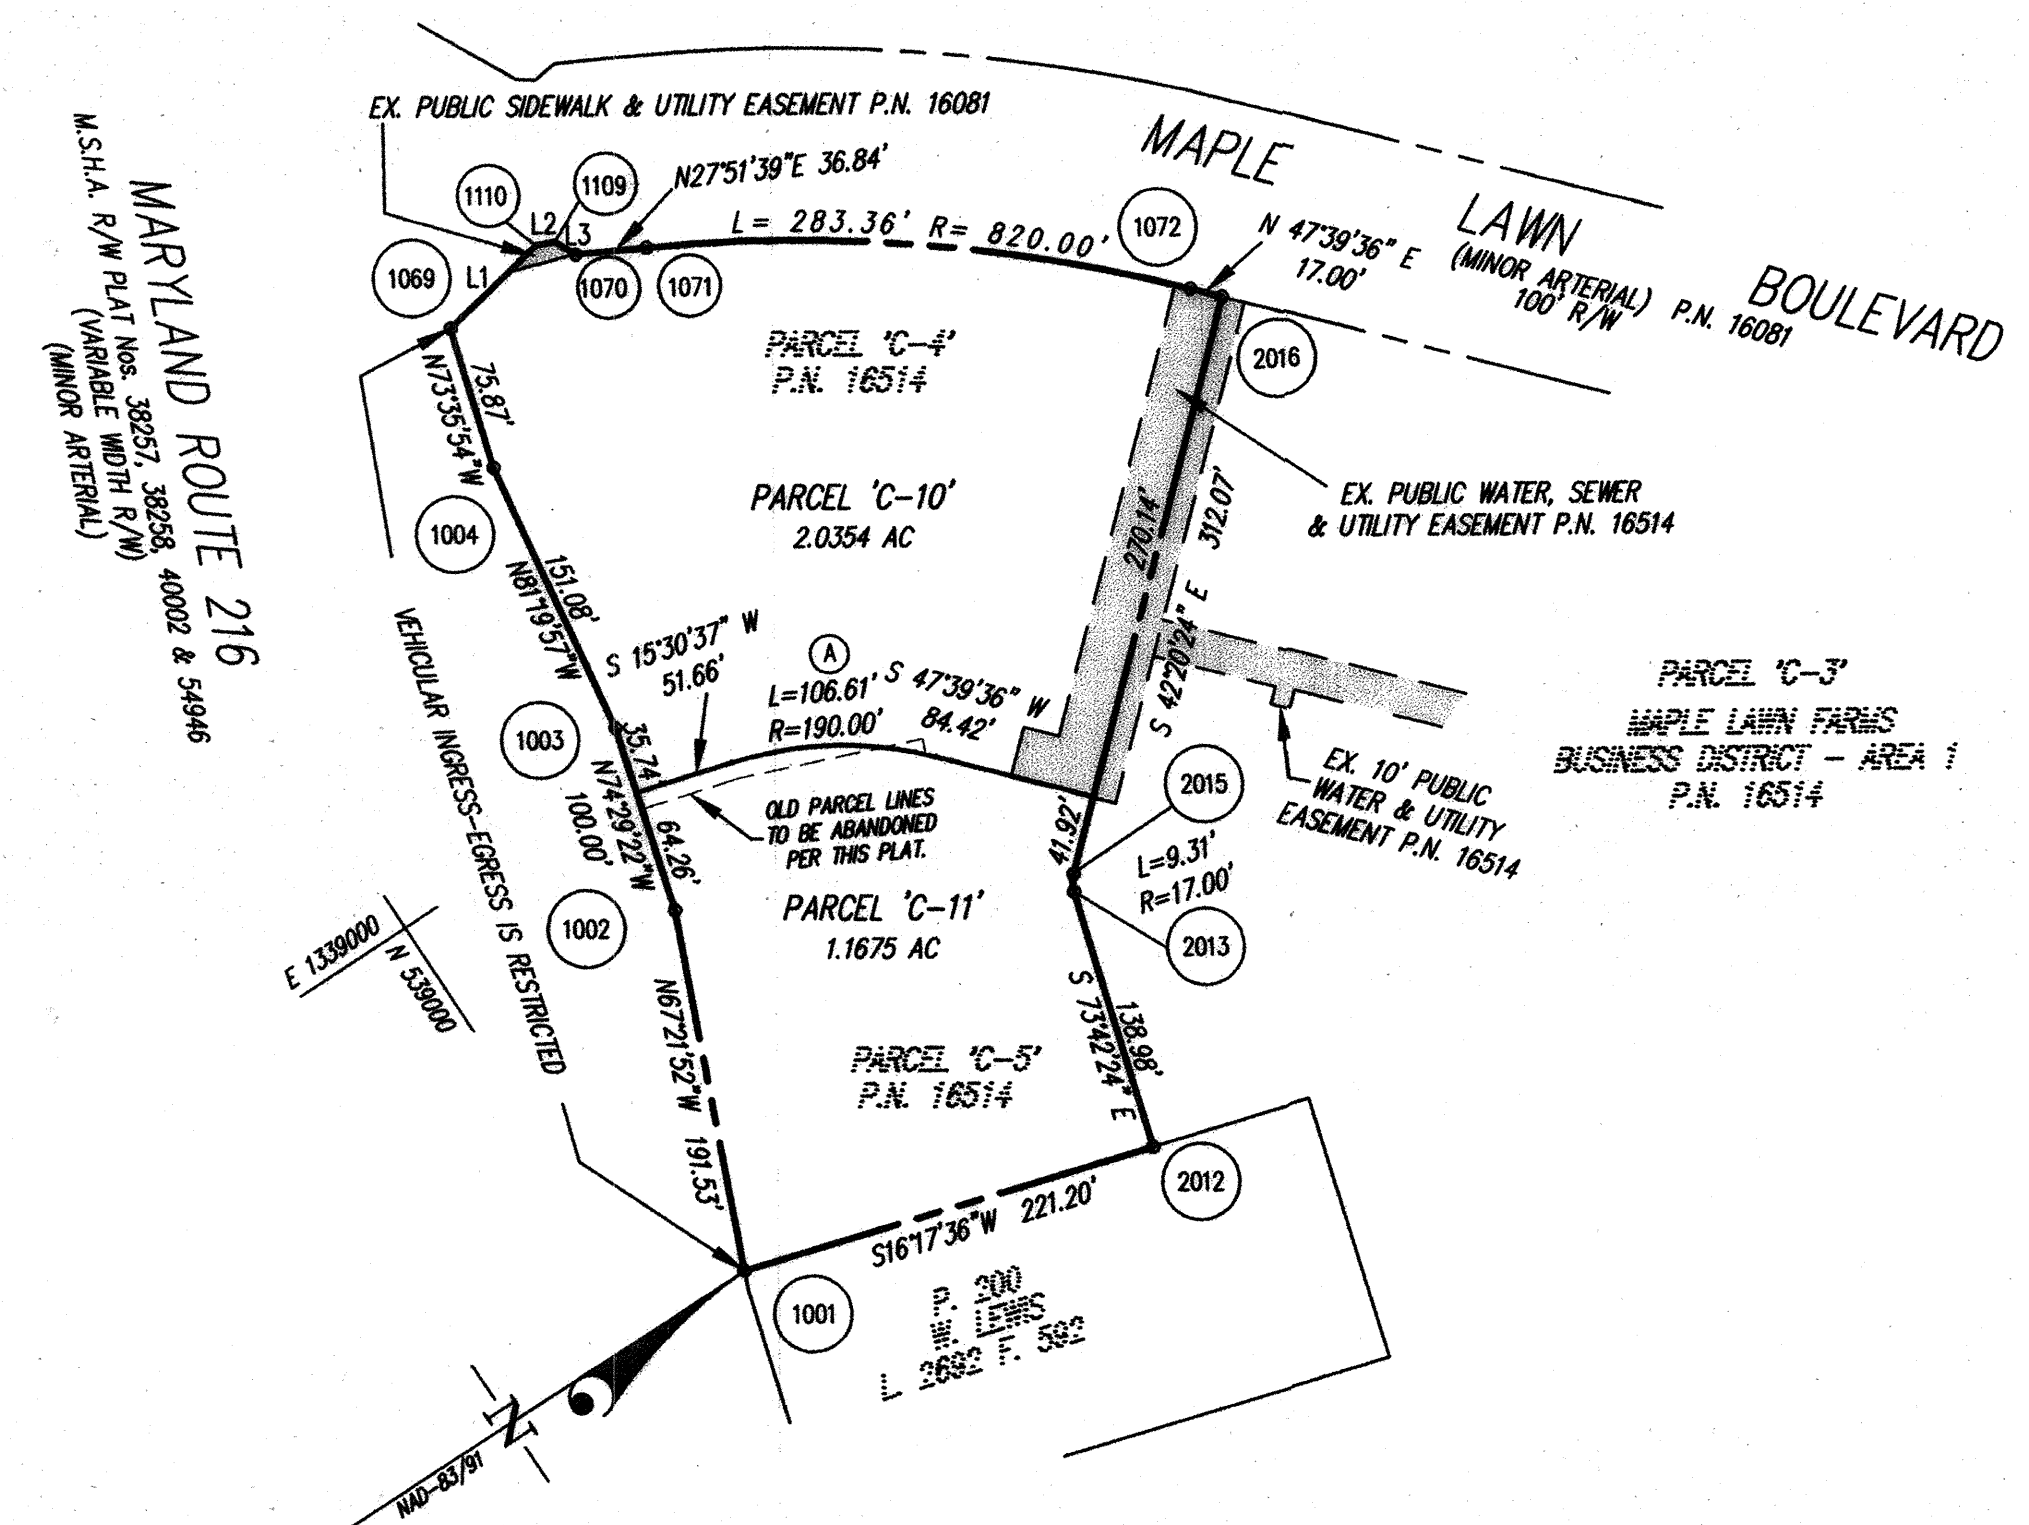 EX. PUBLIC SIDEWALK & UTILITY EASEMENT P.N. 16081
MAPLE LAWN BOULEVARD
(MINOR ARTERIAL)
100' R/W
P.N. 16081
N27°51'39"E 36.84'
1110
1109
L2
L3
L= 283.36' R= 820.00'
1072
N 47°39'36" E
17.00'
1069
L1
1070
1071
2016
MARYLAND ROUTE 216
M.S.H.A. R/W PLAT Nos. 38257, 38258, 40002 & 54946
(VARIABLE WIDTH R/W)
(MINOR ARTERIAL)
PARCEL 'C-4'
P.N. 16514
75.87'
N73°35'54"W
PARCEL 'C-10'
2.0354 AC
270.14'
312.07'
S 42°20'24" E
EX. PUBLIC WATER, SEWER
& UTILITY EASEMENT P.N. 16514
1004
151.08'
N81°19'57"W
S 15°30'37" W
51.66'
A
L=106.61'
R=190.00'
S 47°39'36" W
84.42'
PARCEL 'C-3'
MAPLE LAWN FARMS
BUSINESS DISTRICT - AREA 1
P.N. 16514
VEHICULAR INGRESS-EGRESS IS RESTRICTED
1003
35.74'
N74°29'22"W
100.00'
64.26'
OLD PARCEL LINES
TO BE ABANDONED
PER THIS PLAT.
EX. 10' PUBLIC
WATER & UTILITY
EASEMENT P.N. 16514
2015
41.92'
L=9.31'
R=17.00'
2013
PARCEL 'C-11'
1.1675 AC
1002
E 1339000
N 539000
N67°21'52"W 191.53'
PARCEL 'C-5'
P.N. 16514
138.98'
S 73°42'24" E
2012
S16°17'36"W 221.20'
1001
P. 200
W. LEWIS
L. 2692 F. 592
N
NAD-83/91